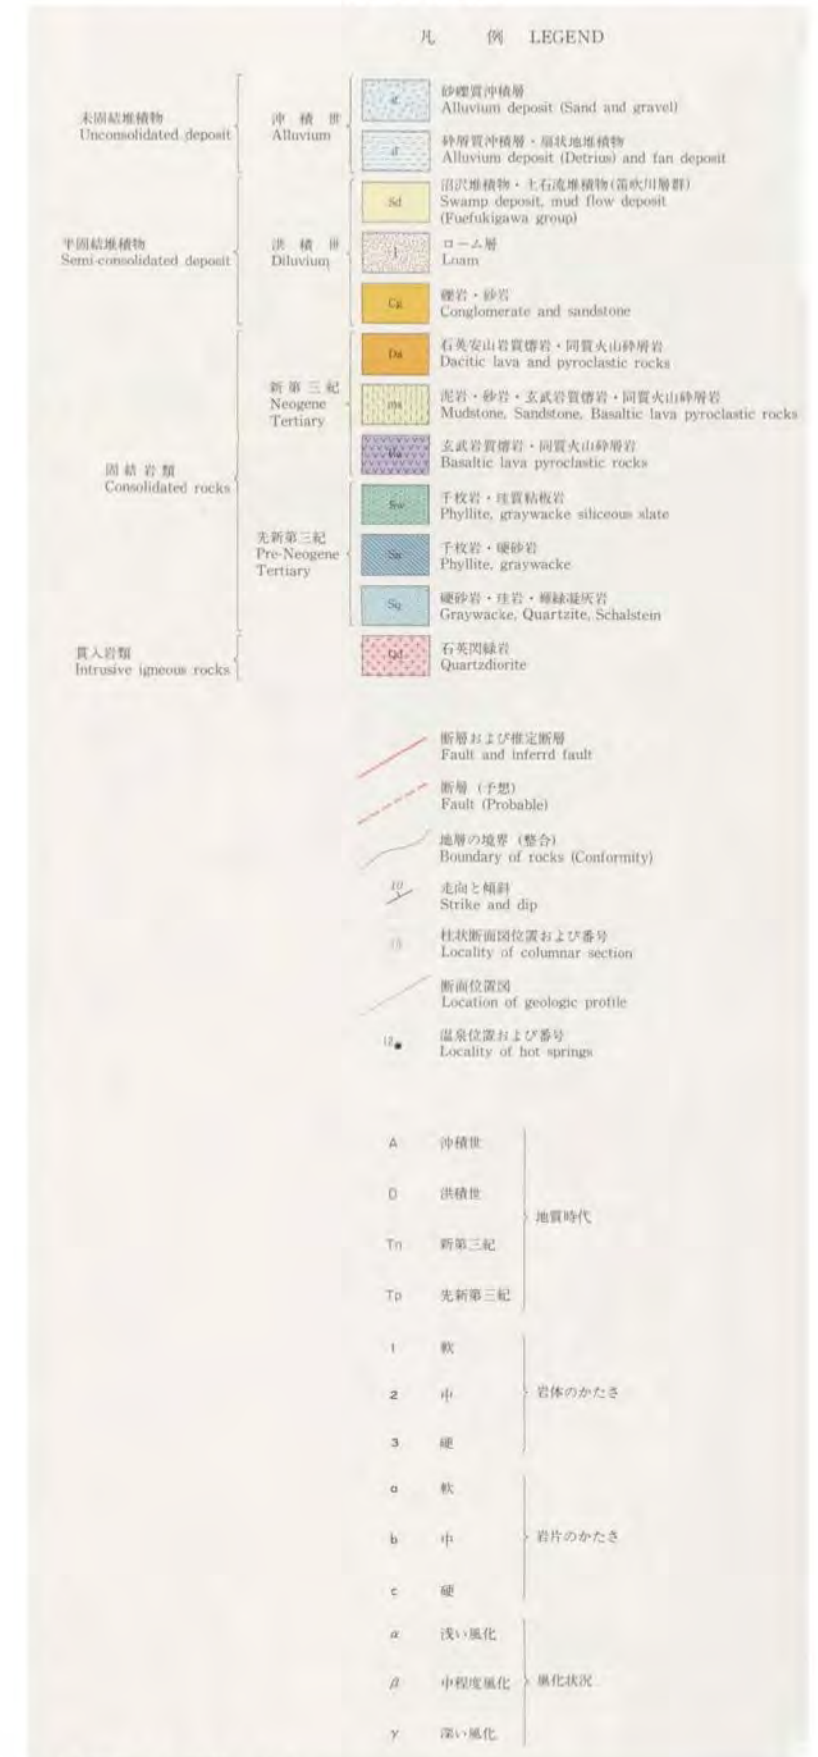 凡 例 LEGEND
未固結堆積物
Unconsolidated deposit
沖積世
Alluvium
砂礫質沖積層
Alluvium deposit (Sand and gravel)
砕屑質沖積層・扇状地堆積物
Alluvium deposit (Detrius) and fan deposit
半固結堆積物
Semi-consolidated deposit
洪積世
Diluvium
Sd
沼沢堆積物・土石流堆積物(笛吹川層群)
Swamp deposit, mud flow deposit
(Fuefukigawa group)
l
ローム層
Loam
Cg
礫岩・砂岩
Conglomerate and sandstone
固結岩類
Consolidated rocks
新第三紀
Neogene
Tertiary
Da
石英安山岩質熔岩・同質火山砕屑岩
Dacitic lava and pyroclastic rocks
ms
泥岩・砂岩・玄武岩質熔岩・同質火山砕屑岩
Mudstone, Sandstone, Basaltic lava pyroclastic rocks
玄武岩質熔岩・同質火山砕屑岩
Basaltic lava pyroclastic rocks
先新第三紀
Pre-Neogene
Tertiary
千枚岩・珪質粘板岩
Phyllite, graywacke siliceous slate
千枚岩・硬砂岩
Phyllite, graywacke
Sq
硬砂岩・珪岩・輝緑凝灰岩
Graywacke, Quartzite, Schalstein
貫入岩類
Intrusive igneous rocks
Qd
石英閃緑岩
Quartzdiorite
断層および推定断層
Fault and inferrd fault
断層(予想)
Fault (Probable)
地層の境界(整合)
Boundary of rocks (Conformity)
10
走向と傾斜
Strike and dip
柱状断面図位置および番号
Locality of columnar section
断面位置図
Location of geologic profile
12
温泉位置および番号
Locality of hot springs
A 沖積世
D 洪積世
Tn 新第三紀
Tp 先新第三紀
地質時代
1 軟
2 中
3 硬
岩体のかたさ
a 軟
b 中
c 硬
岩片のかたさ
α 浅い風化
β 中程度風化
γ 深い風化
風化状況